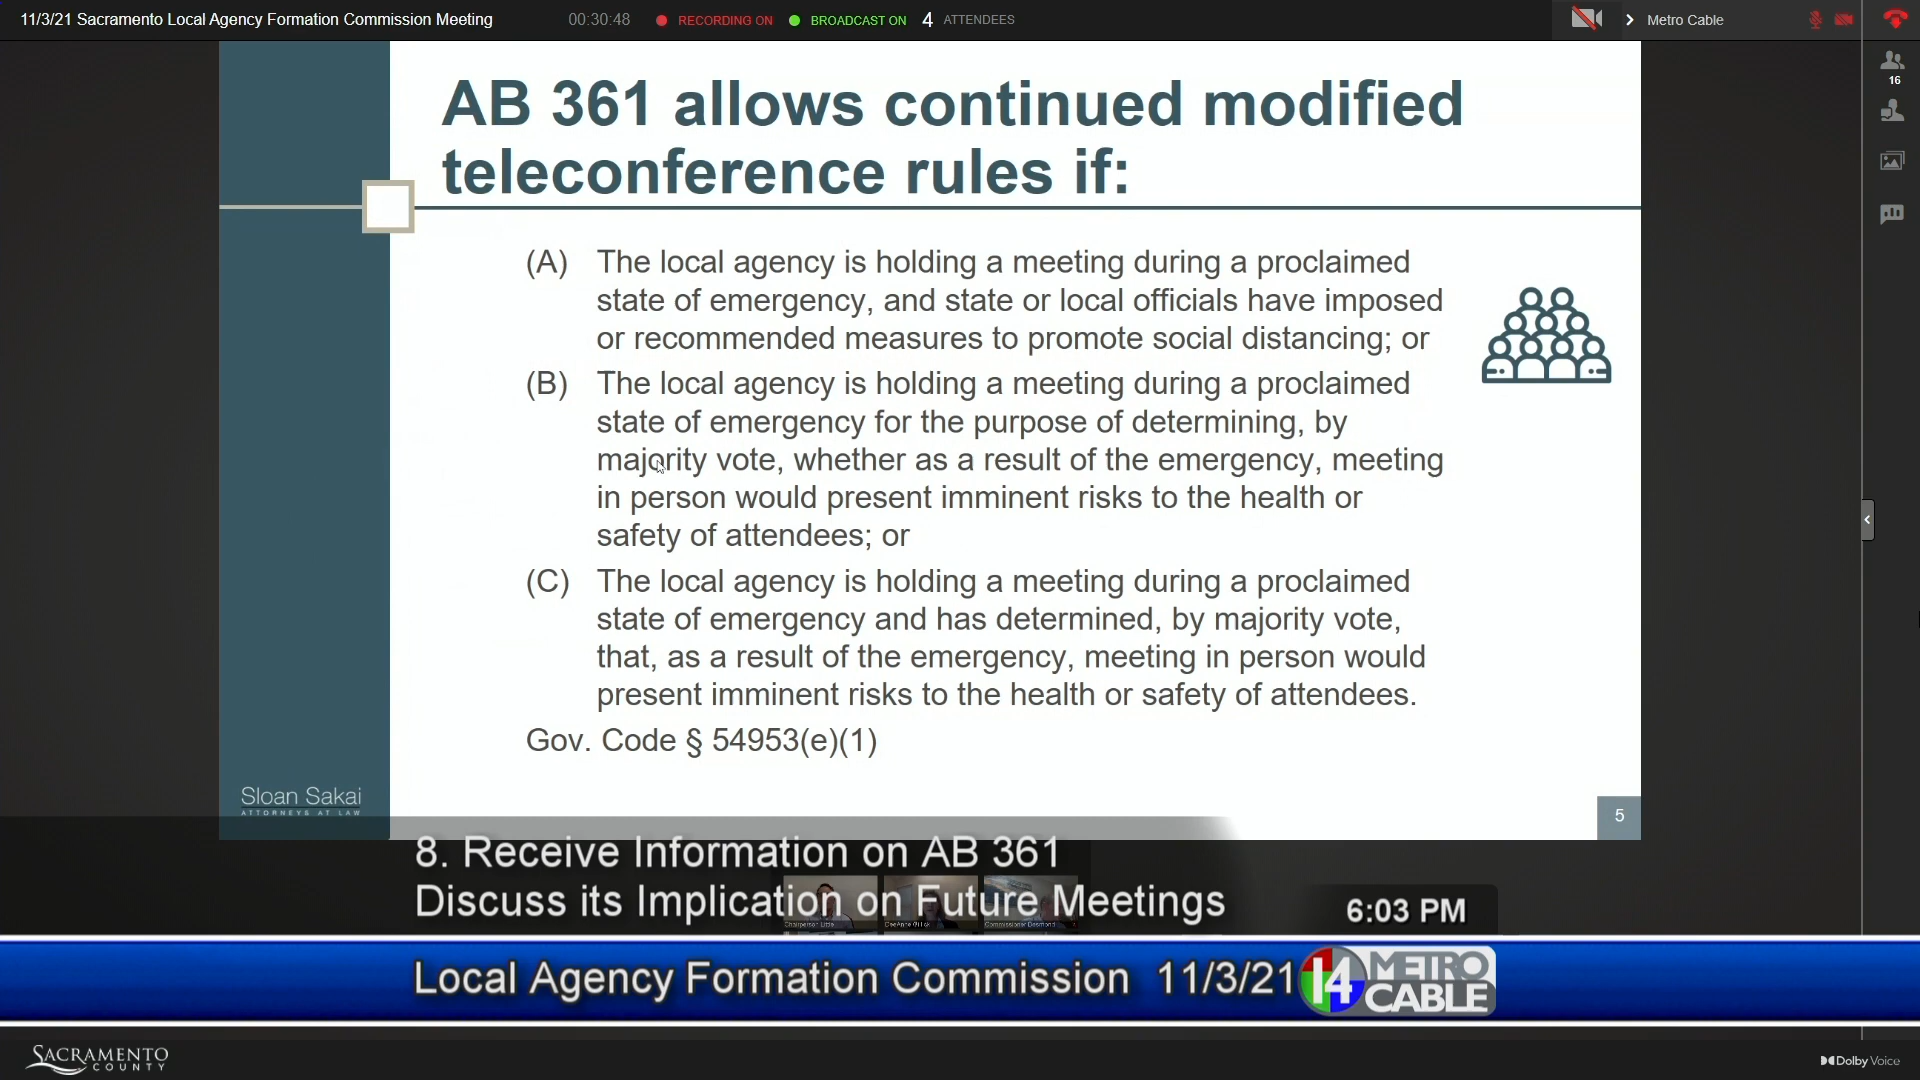 11/3/21 Sacramento Local Agency Formation Commission Meeting
00:30:48
RECORDING ON
BROADCAST ON
4 ATTENDEES
Metro Cable
16
AB 361 allows continued modified
teleconference rules if:
(A) The local agency is holding a meeting during a proclaimed
state of emergency, and state or local officials have imposed
or recommended measures to promote social distancing; or
(B) The local agency is holding a meeting during a proclaimed
state of emergency for the purpose of determining, by
majority vote, whether as a result of the emergency, meeting
in person would present imminent risks to the health or
safety of attendees; or
(C) The local agency is holding a meeting during a proclaimed
state of emergency and has determined, by majority vote,
that, as a result of the emergency, meeting in person would
present imminent risks to the health or safety of attendees.
Gov. Code § 54953(e)(1)
Sloan Sakai
ATTORNEYS AT LAW
5
8. Receive Information on AB 361
Discuss its Implication on Future Meetings
Chairperson Little
DeeAnne Gillick
Commissioner Desmond
6:03 PM
Local Agency Formation Commission 11/3/21
14 METRO
CABLE
SACRAMENTO
COUNTY
Dolby Voice